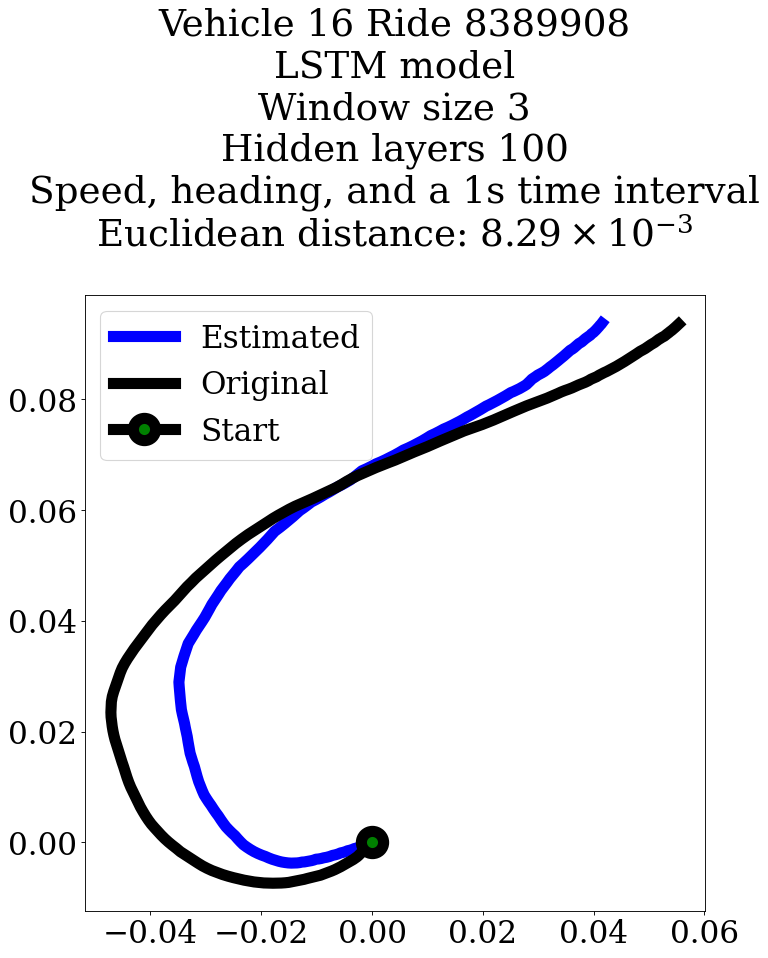 Vehicle 16 Ride 8389908
LSTM model
Window size 3
Hidden layers 100
Speed, heading, and a 1s time interval
Euclidean distance: 8.29 × 10⁻³
Estimated
Original
Start
0.08
0.06
0.04
0.02
0.00
−0.04 −0.02 0.00 0.02 0.04 0.06